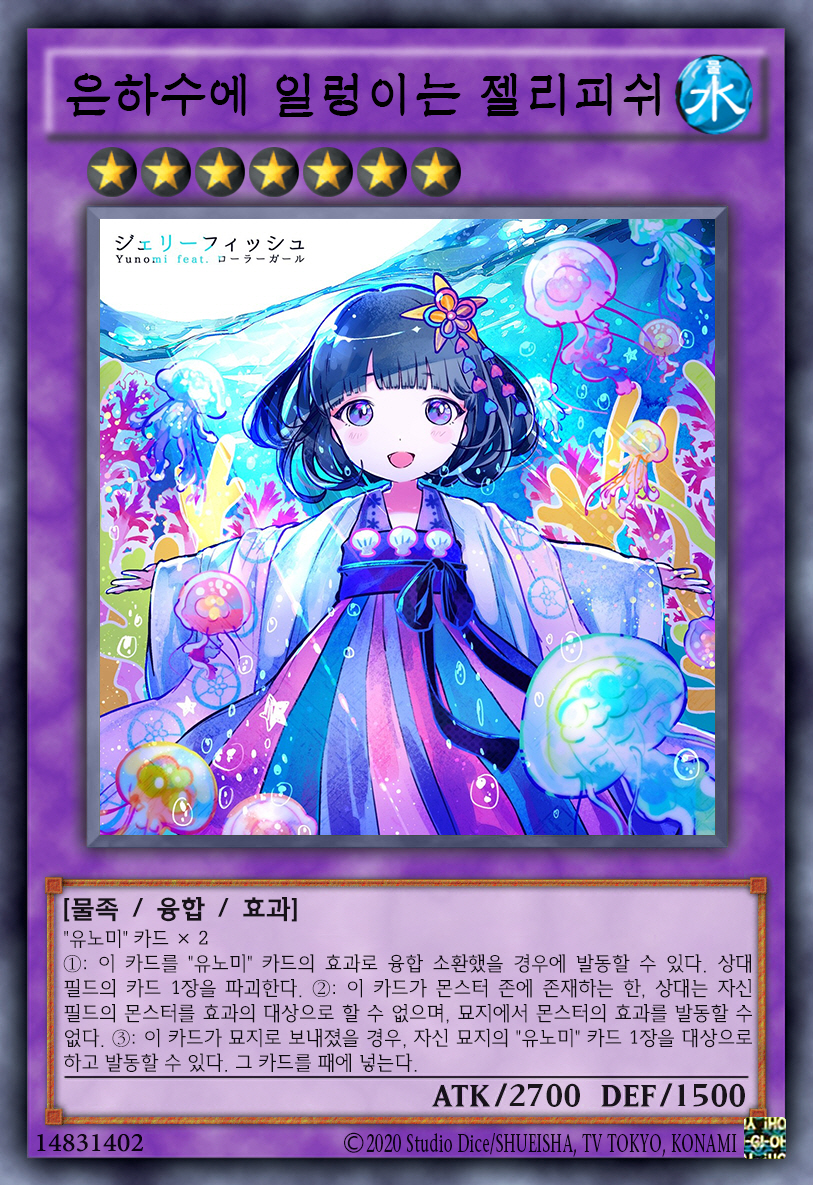 은하수에 일렁이는 젤리피쉬
물
水
ジェリーフィッシュ
Yunomi feat. ローラーガール
[물족 / 융합 / 효과]
"유노미" 카드 × 2
①: 이 카드를 "유노미" 카드의 효과로 융합 소환했을 경우에 발동할 수 있다. 상대
필드의 카드 1장을 파괴한다. ②: 이 카드가 몬스터 존에 존재하는 한, 상대는 자신
필드의 몬스터를 효과의 대상으로 할 수 없으며, 묘지에서 몬스터의 효과를 발동할 수
없다. ③: 이 카드가 묘지로 보내졌을 경우, 자신 묘지의 "유노미" 카드 1장을 대상으로
하고 발동할 수 있다. 그 카드를 패에 넣는다.
ATK/2700 DEF/1500
14831402
©2020 Studio Dice/SHUEISHA, TV TOKYO, KONAMI